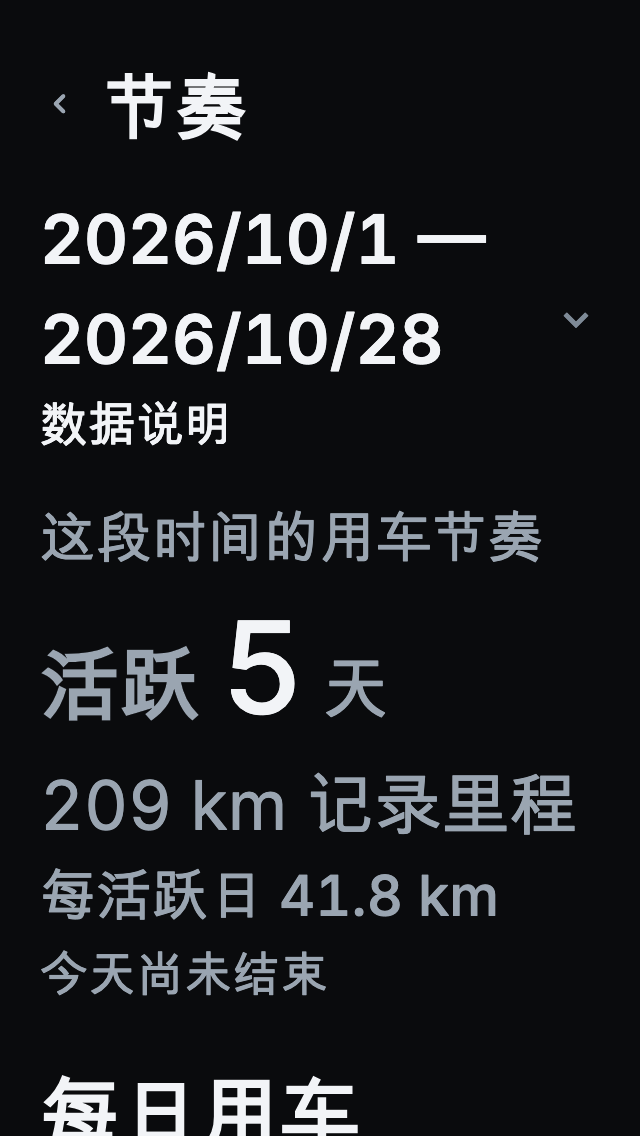 节奏
2026/10/1 —
2026/10/28
数据说明
这段时间的用车节奏
活跃 5 天
209 km 记录里程
每活跃日 41.8 km
今天尚未结束
每日用车